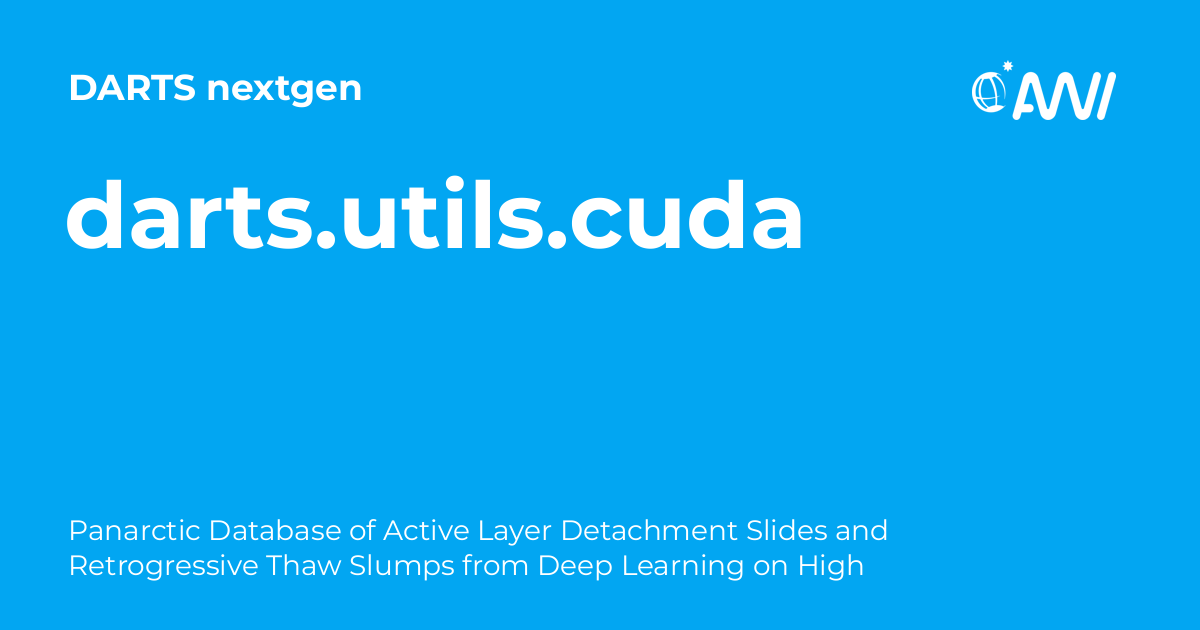 DARTS nextgen
AWI
darts.utils.cuda
Panarctic Database of Active Layer Detachment Slides and
Retrogressive Thaw Slumps from Deep Learning on High